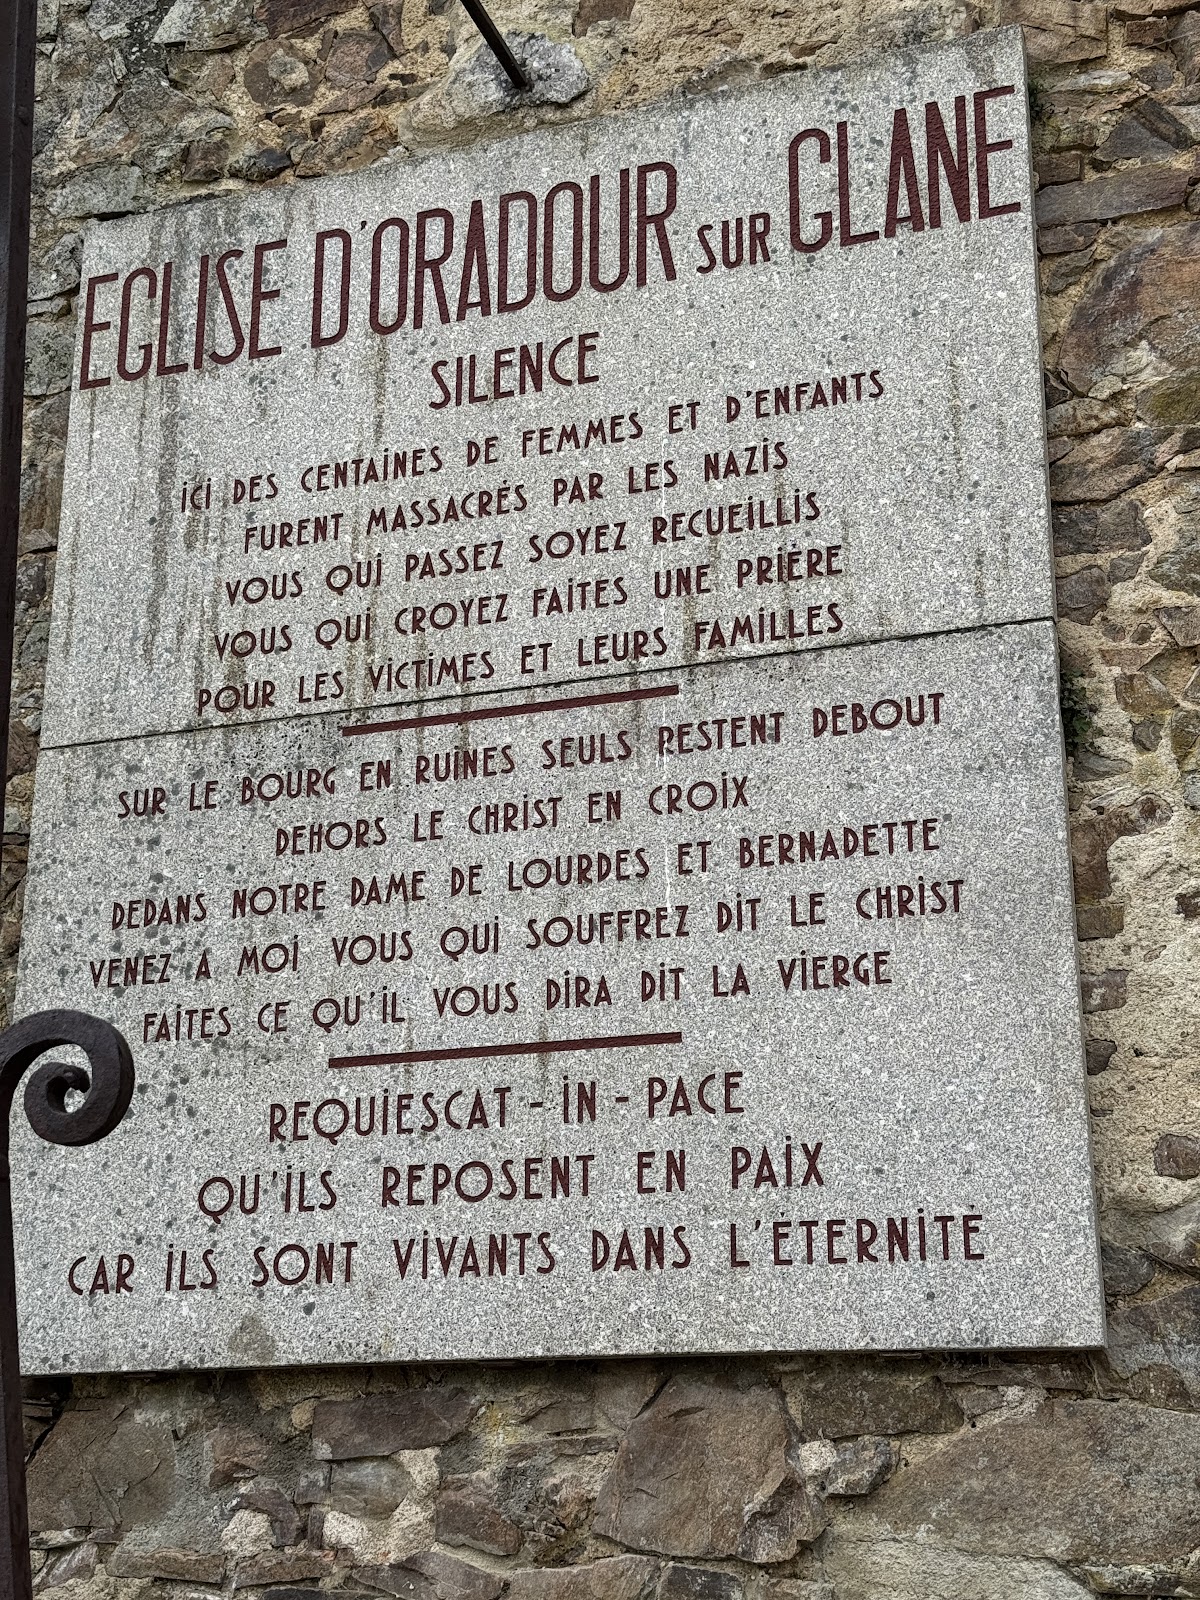 EGLISE D'ORADOUR SUR GLANE
SILENCE
ICI DES CENTAINES DE FEMMES ET D'ENFANTS
FURENT MASSACRÉS PAR LES NAZIS
VOUS QUI PASSEZ SOYEZ RECUEILLIS
VOUS QUI CROYEZ FAITES UNE PRIÈRE
POUR LES VICTIMES ET LEURS FAMILLES
SUR LE BOURG EN RUINES SEULS RESTENT DEBOUT
DEHORS LE CHRIST EN CROIX
DEDANS NOTRE DAME DE LOURDES ET BERNADETTE
VENEZ A MOI VOUS QUI SOUFFREZ DIT LE CHRIST
FAITES CE QU'IL VOUS DIRA DIT LA VIERGE
REQUIESCAT - IN - PACE
QU'ILS REPOSENT EN PAIX
CAR ILS SONT VIVANTS DANS L'ÉTERNITÉ